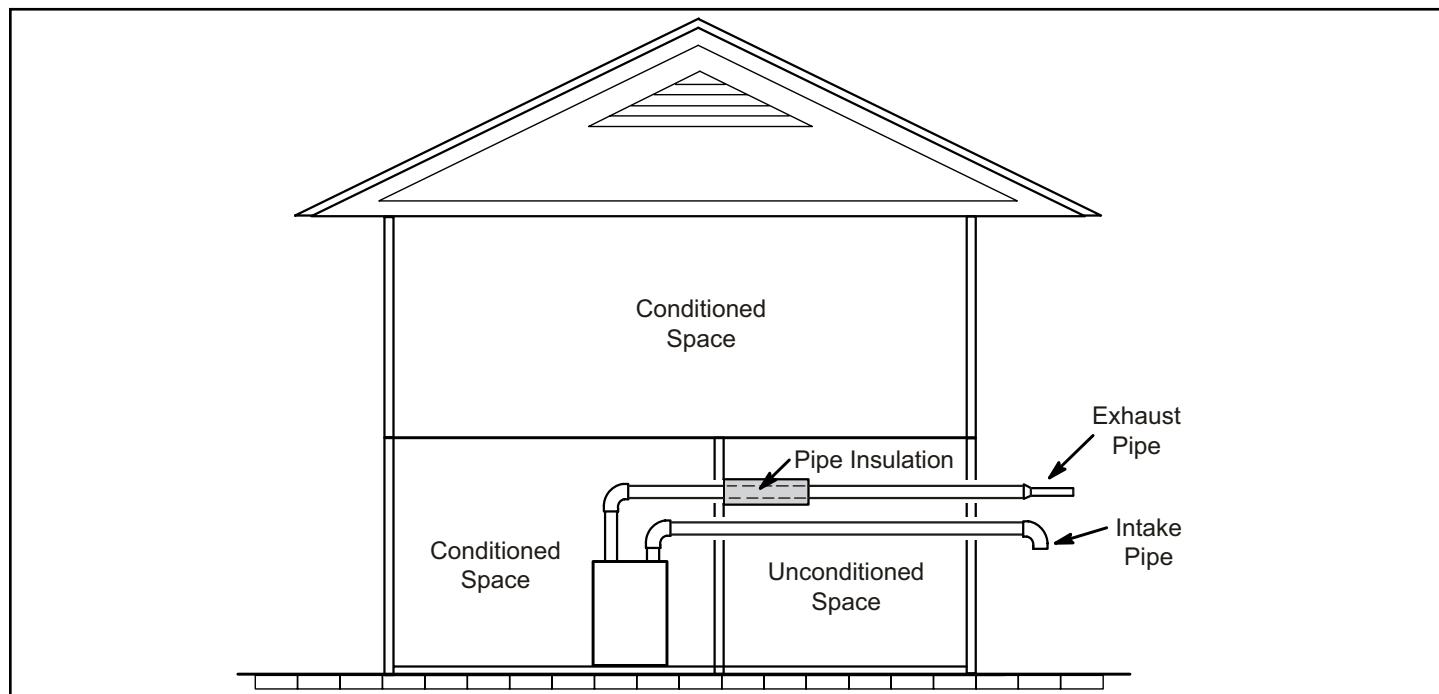 Conditioned
Space
Exhaust
Pipe
Pipe Insulation
Intake
Pipe
Conditioned
Space
Unconditioned
Space